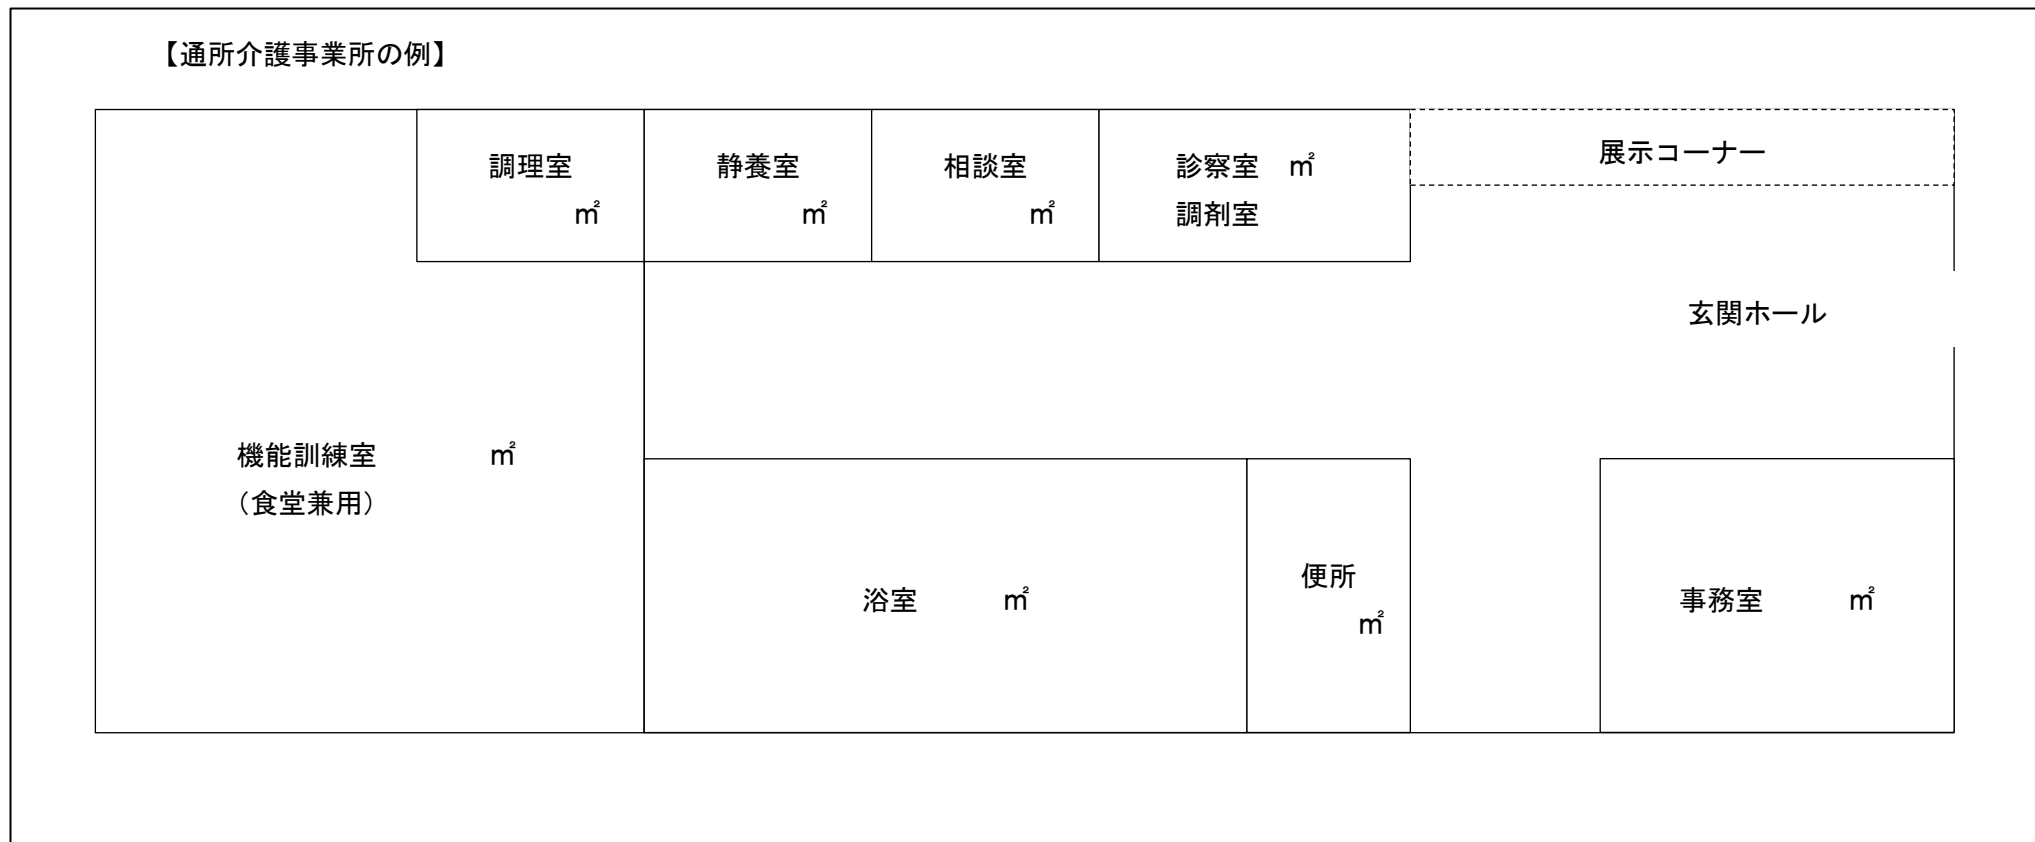 【通所介護事業所の例】
調理室
㎡
静養室
㎡
相談室
㎡
診察室 ㎡
調剤室
展示コーナー
玄関ホール
機能訓練室 ㎡
（食堂兼用）
浴室 ㎡
便所
㎡
事務室 ㎡